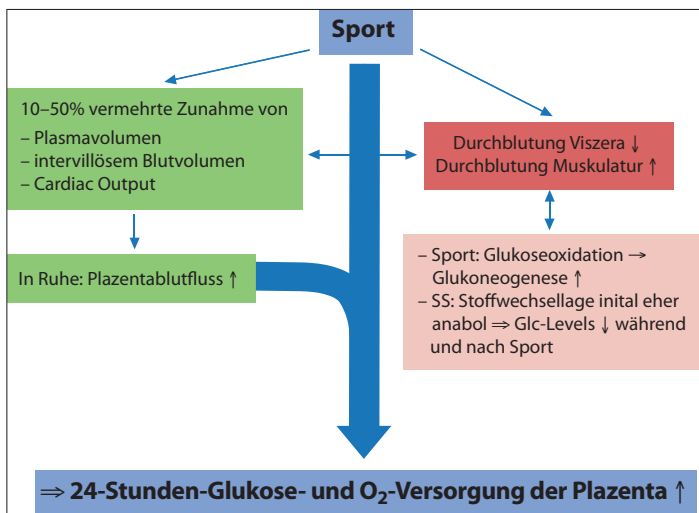 Sport
10–50% vermehrte Zunahme von
– Plasmavolumen
– intervillösem Blutvolumen
– Cardiac Output
Durchblutung Viszera ↓
Durchblutung Muskulatur ↑
In Ruhe: Plazentablutfluss ↑
– Sport: Glukoseoxidation →
Glukoneogenese ↑
– SS: Stoffwechsellage inital eher
anabol ⇒ Glc-Levels ↓ während
und nach Sport
⇒ 24-Stunden-Glukose- und O₂-Versorgung der Plazenta ↑